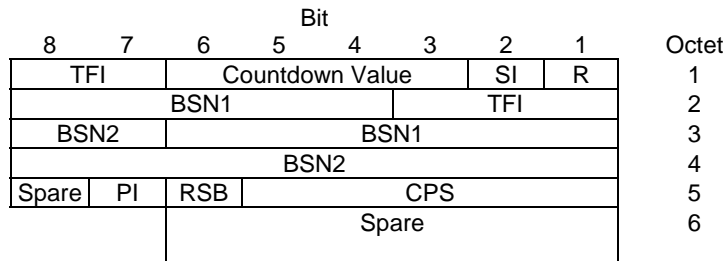 Bit
8 7 6 5 4 3 2 1 Octet
TFI Countdown Value SI R 1
BSN1 TFI 2
BSN2 BSN1 3
BSN2 4
Spare PI RSB CPS 5
Spare 6